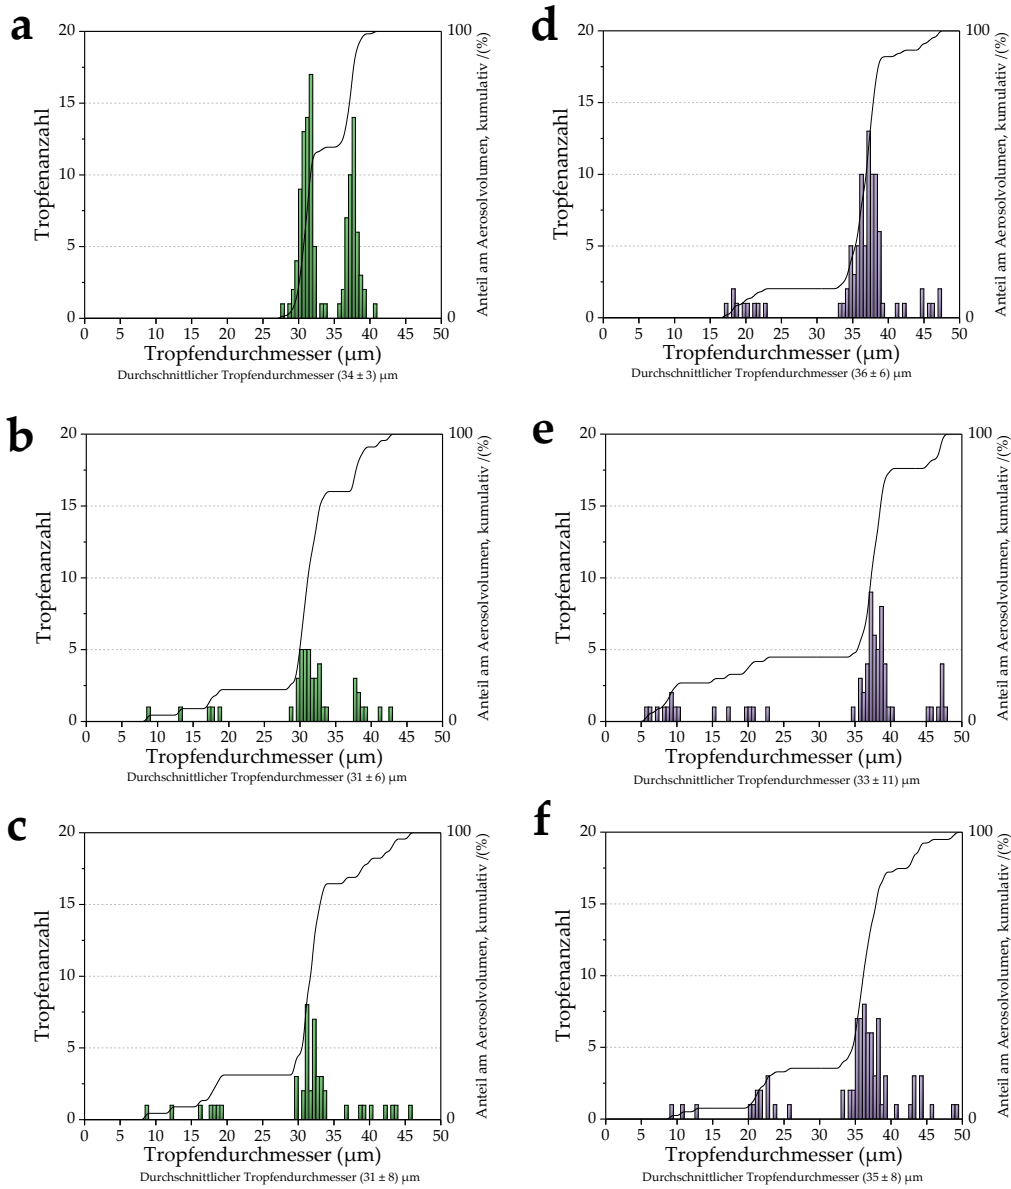 a
20
15
10
5
0
Tropfenanzahl
100
0
Anteil am Aerosolvolumen, kumulativ /(%)
0 5 10 15 20 25 30 35 40 45 50
Tropfendurchmesser (µm)
Durchschnittlicher Tropfendurchmesser (34 ± 3) µm
d
20
15
10
5
0
Tropfenanzahl
100
0
Anteil am Aerosolvolumen, kumulativ /(%)
0 5 10 15 20 25 30 35 40 45 50
Tropfendurchmesser (µm)
Durchschnittlicher Tropfendurchmesser (36 ± 6) µm
b
20
15
10
5
0
Tropfenanzahl
100
0
Anteil am Aerosolvolumen, kumulativ /(%)
0 5 10 15 20 25 30 35 40 45 50
Tropfendurchmesser (µm)
Durchschnittlicher Tropfendurchmesser (31 ± 6) µm
e
20
15
10
5
0
Tropfenanzahl
100
0
Anteil am Aerosolvolumen, kumulativ /(%)
0 5 10 15 20 25 30 35 40 45 50
Tropfendurchmesser (µm)
Durchschnittlicher Tropfendurchmesser (33 ± 11) µm
c
20
15
10
5
0
Tropfenanzahl
100
0
Anteil am Aerosolvolumen, kumulativ /(%)
0 5 10 15 20 25 30 35 40 45 50
Tropfendurchmesser (µm)
Durchschnittlicher Tropfendurchmesser (31 ± 8) µm
f
20
15
10
5
0
Tropfenanzahl
100
0
Anteil am Aerosolvolumen, kumulativ /(%)
0 5 10 15 20 25 30 35 40 45 50
Tropfendurchmesser (µm)
Durchschnittlicher Tropfendurchmesser (35 ± 8) µm